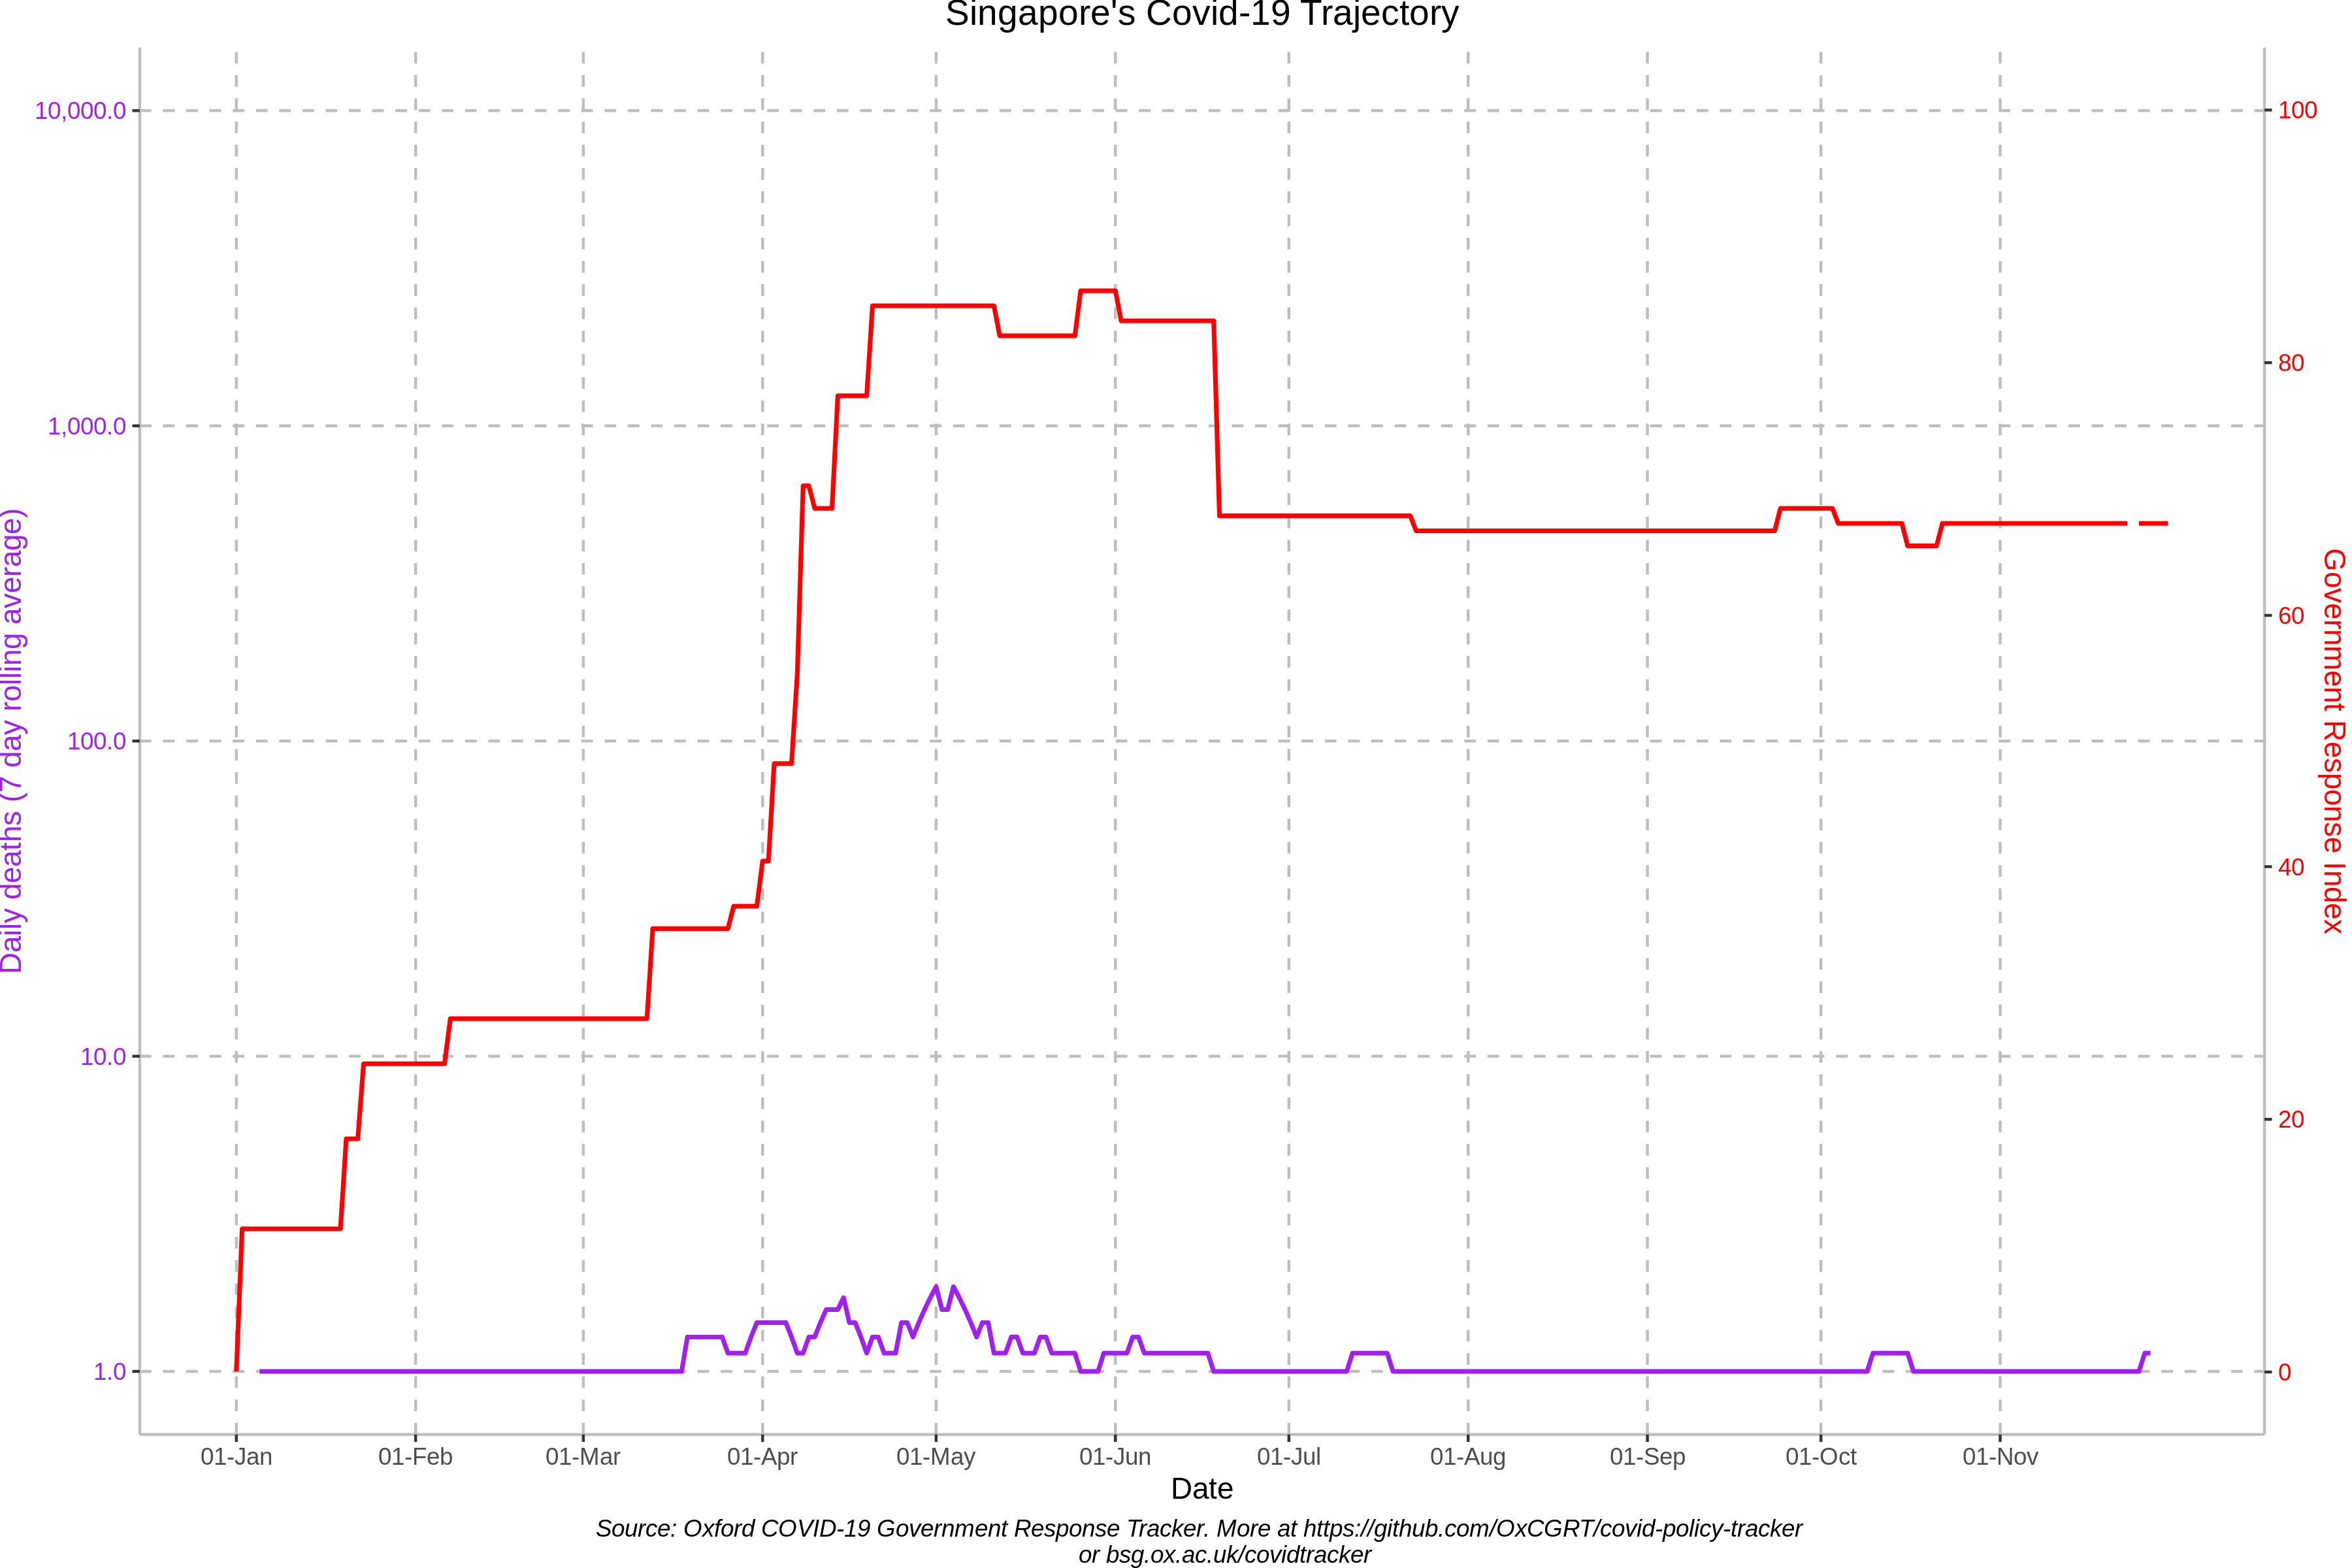 Singapore's Covid-19 Trajectory
10,000.0
1,000.0
100.0
10.0
1.0
Daily deaths (7 day rolling average)
100
80
60
40
20
0
Government Response Index
01-Jan 01-Feb 01-Mar 01-Apr 01-May 01-Jun 01-Jul 01-Aug 01-Sep 01-Oct 01-Nov
Date
Source: Oxford COVID-19 Government Response Tracker. More at https://github.com/OxCGRT/covid-policy-tracker
or bsg.ox.ac.uk/covidtracker